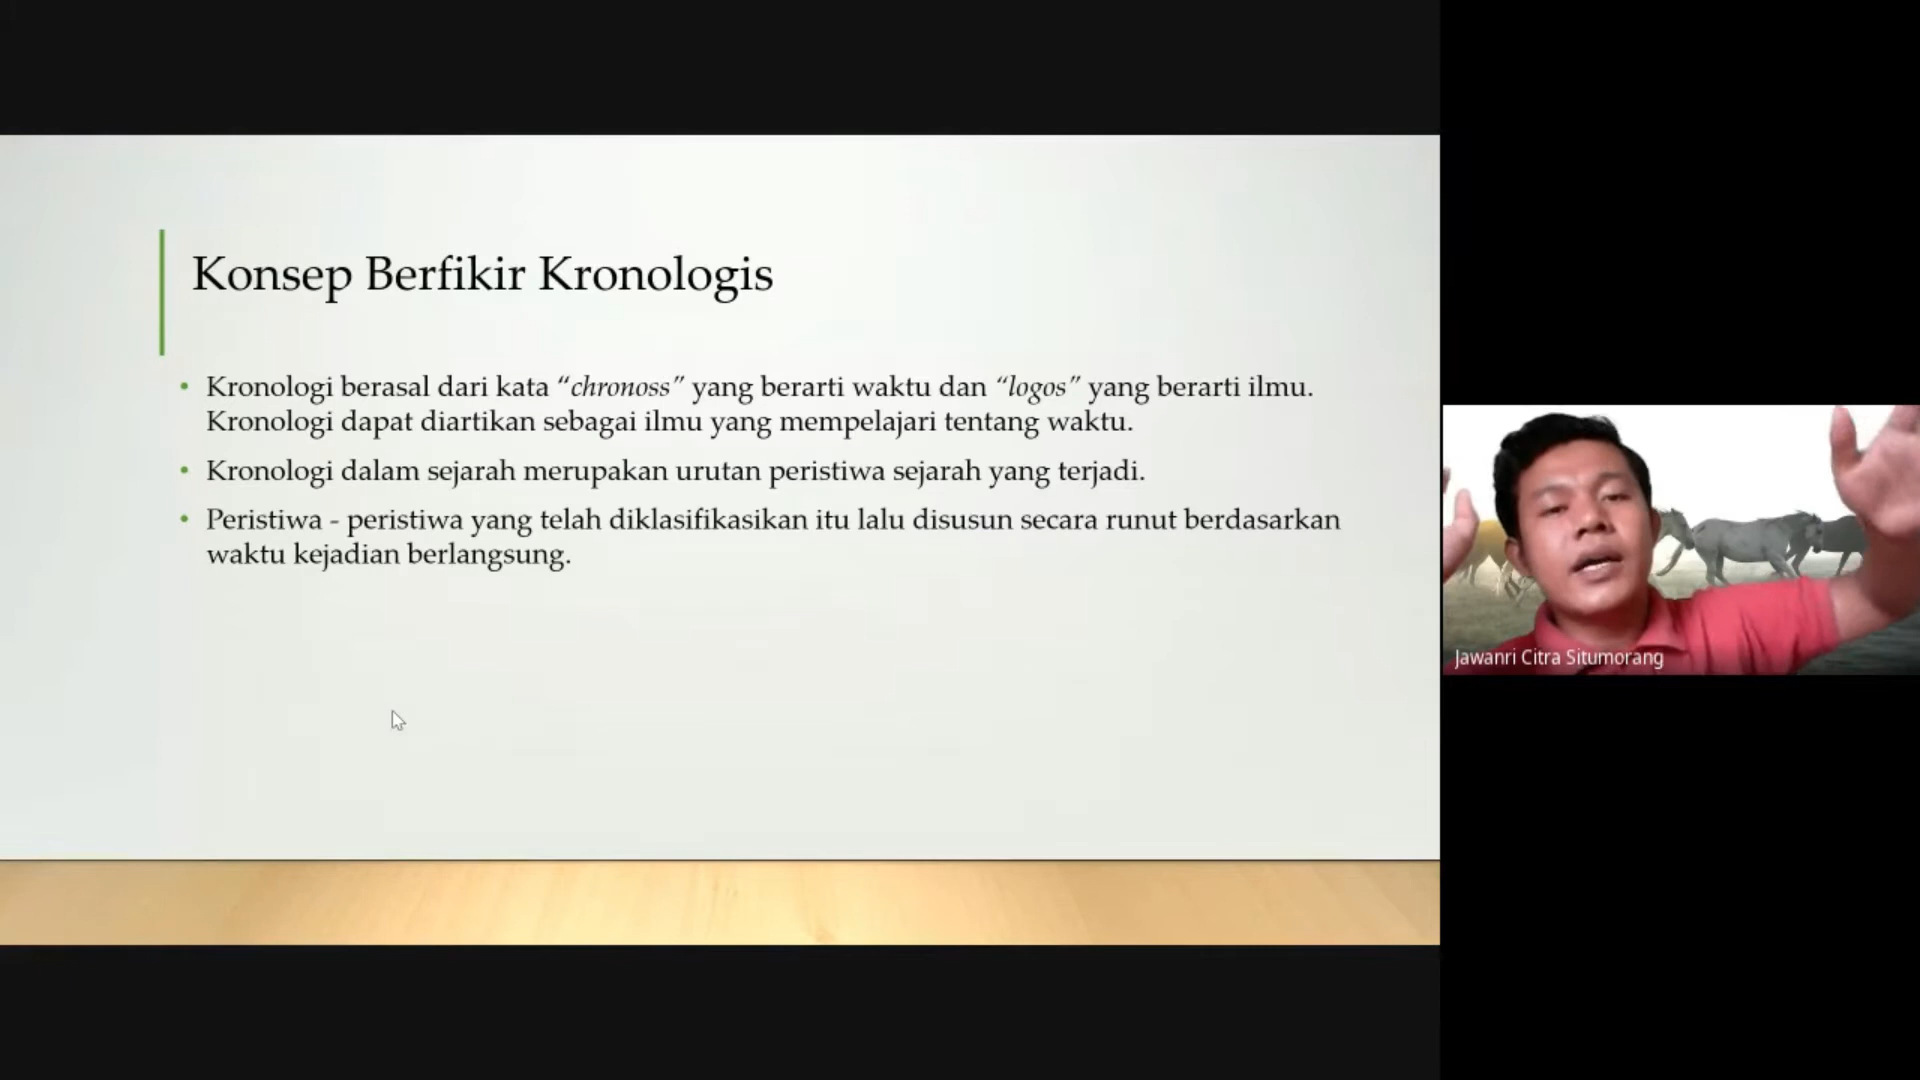 Konsep Berfikir Kronologis
• Kronologi berasal dari kata “chronoss” yang berarti waktu dan “logos” yang berarti ilmu.
Kronologi dapat diartikan sebagai ilmu yang mempelajari tentang waktu.
• Kronologi dalam sejarah merupakan urutan peristiwa sejarah yang terjadi.
• Peristiwa - peristiwa yang telah diklasifikasikan itu lalu disusun secara runut berdasarkan
waktu kejadian berlangsung.
Jawanri Citra Situmorang